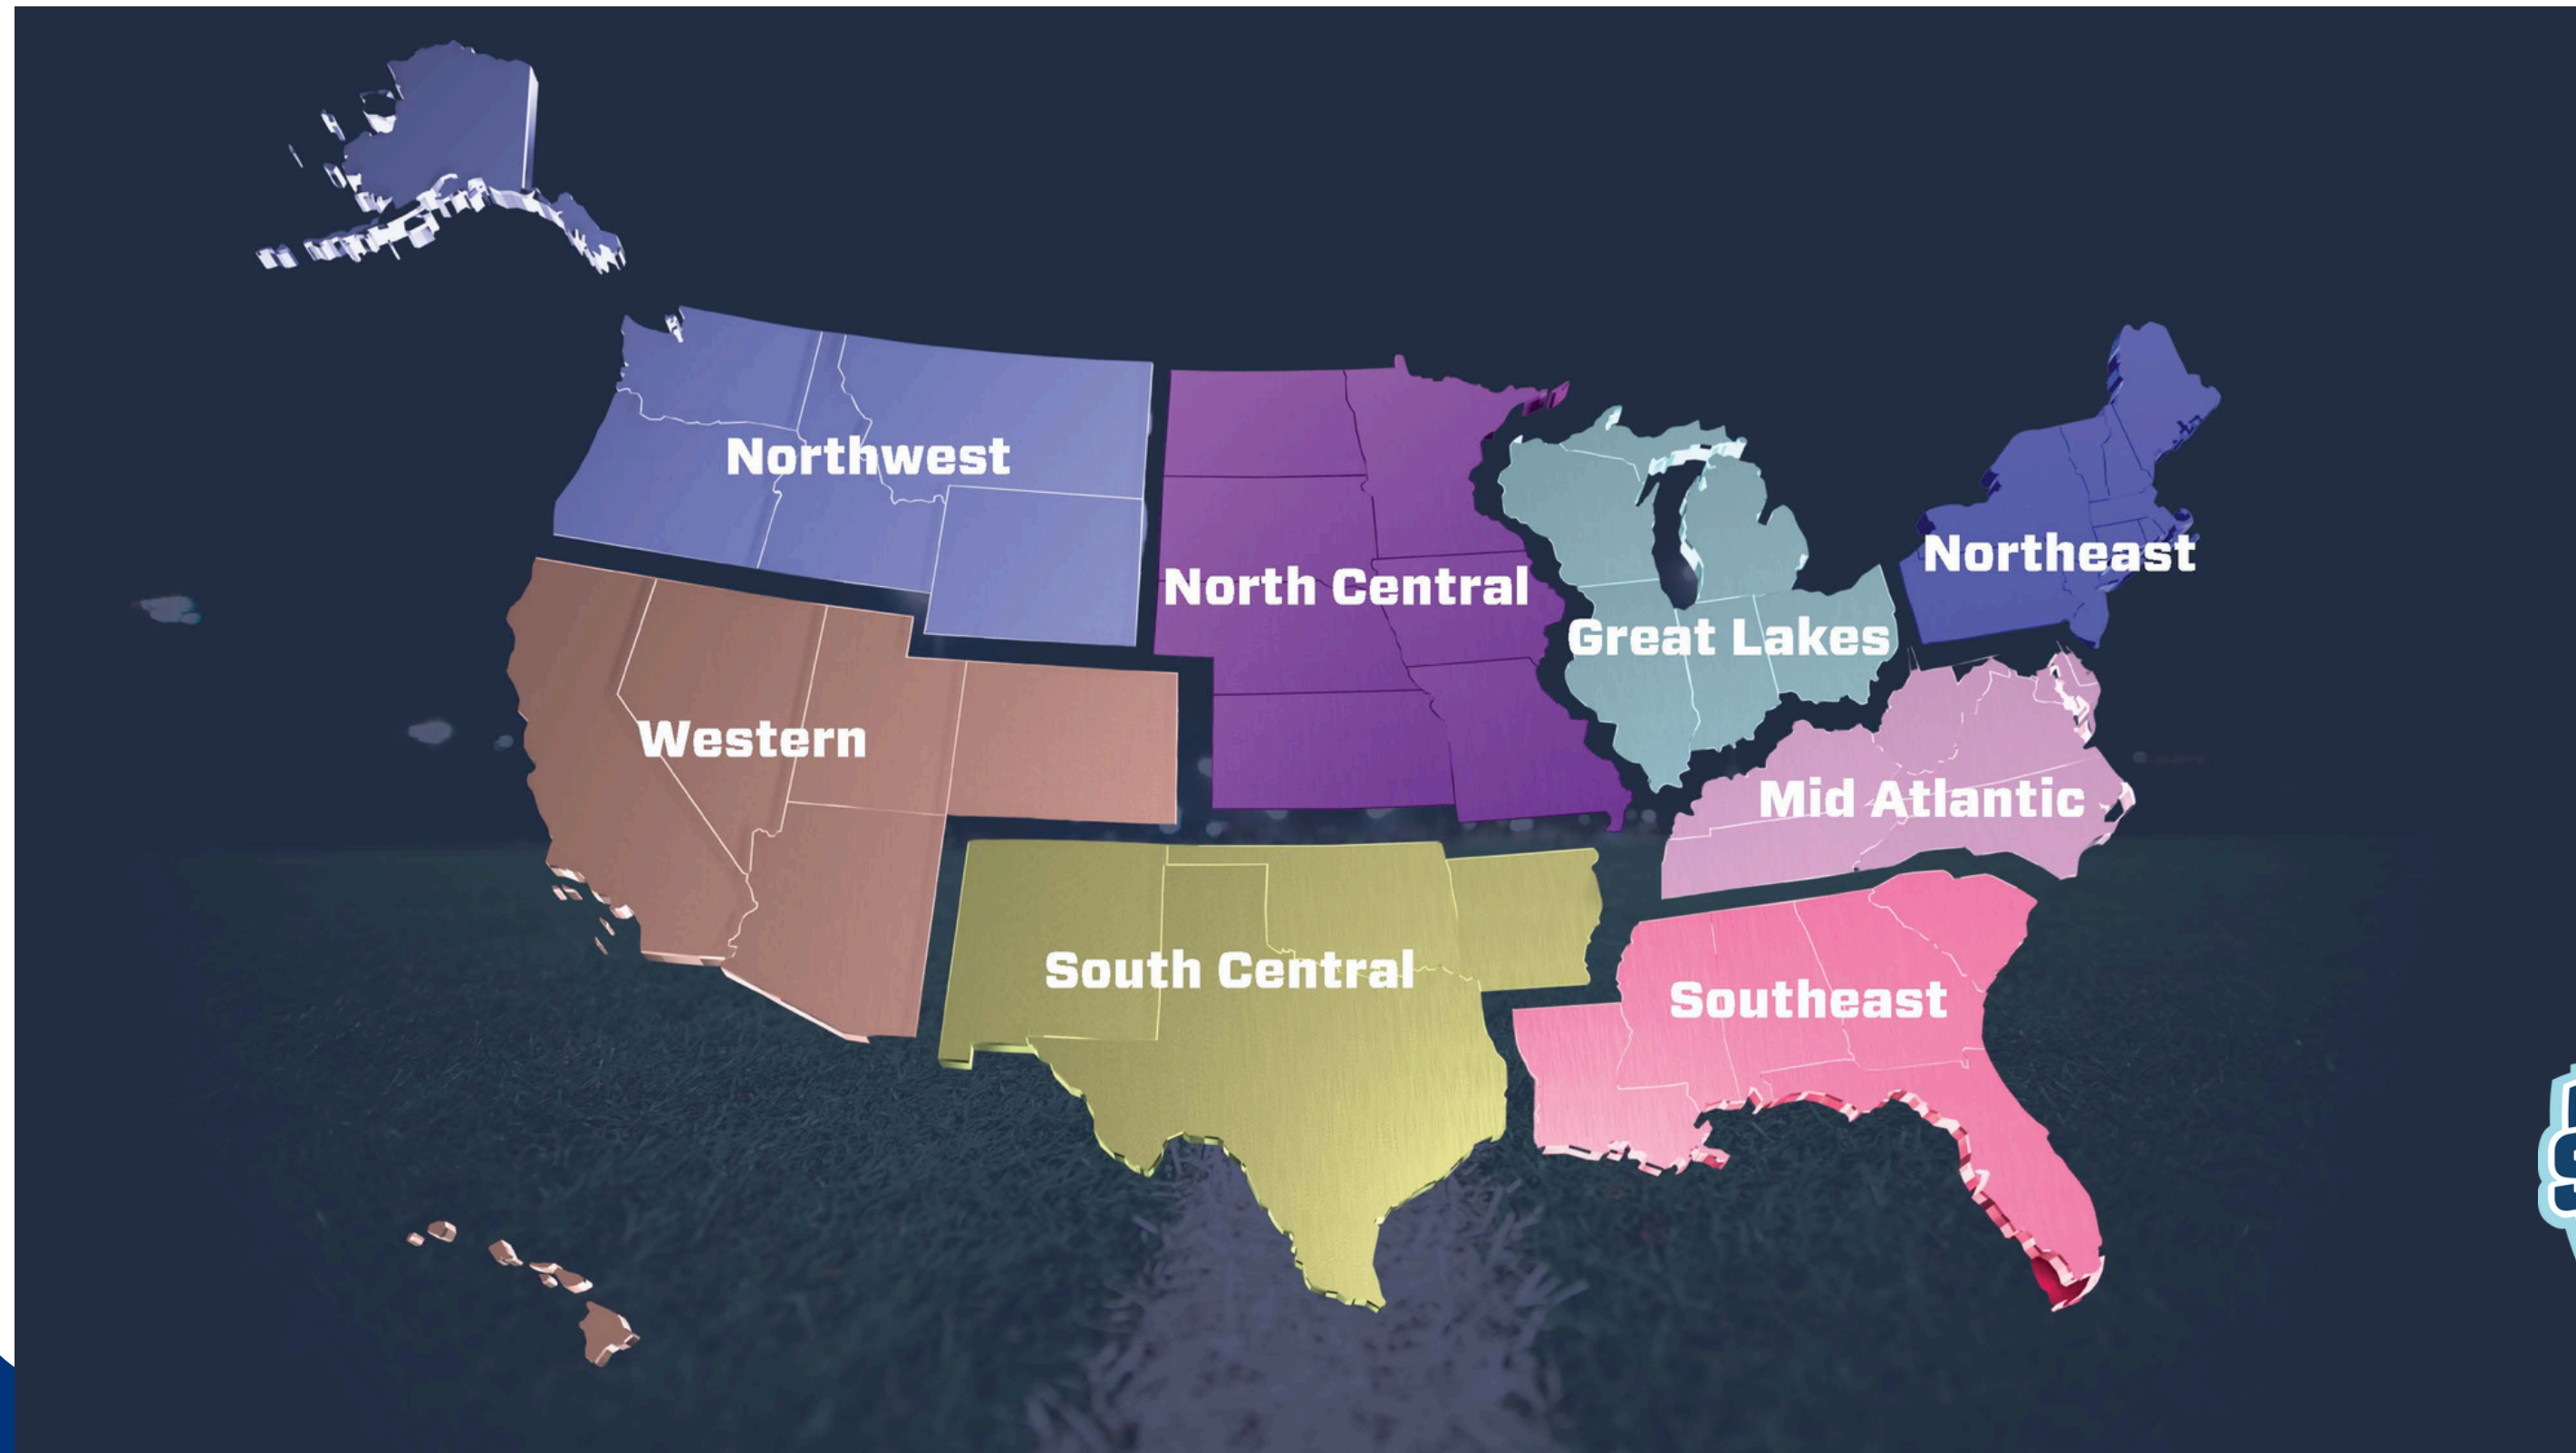 Northwest
North Central
Northeast
Great Lakes
Western
Mid Atlantic
South Central
Southeast